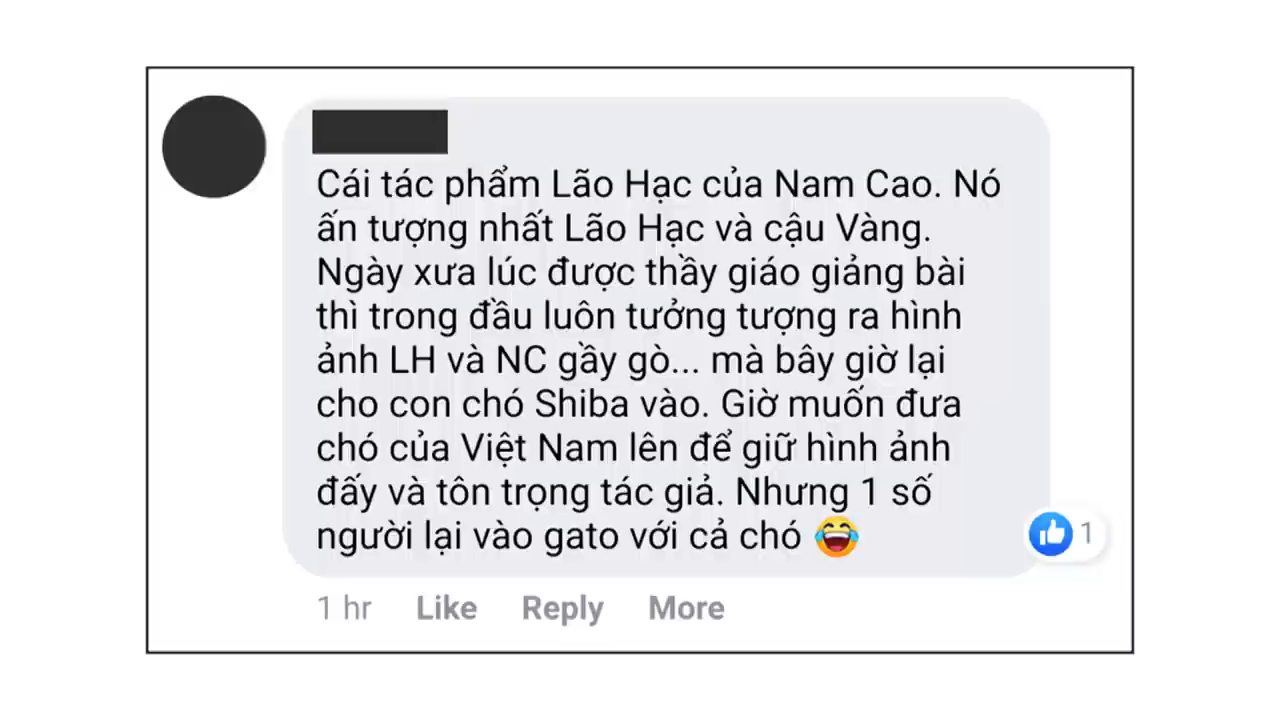 Cái tác phẩm Lão Hạc của Nam Cao. Nó
ấn tượng nhất Lão Hạc và cậu Vàng.
Ngày xưa lúc được thầy giáo giảng bài
thì trong đầu luôn tưởng tượng ra hình
ảnh LH và NC gầy gò... mà bây giờ lại
cho con chó Shiba vào. Giờ muốn đưa
chó của Việt Nam lên để giữ hình ảnh
đấy và tôn trọng tác giả. Nhưng 1 số
người lại vào gato với cả chó 😂
1
1 hr Like Reply More